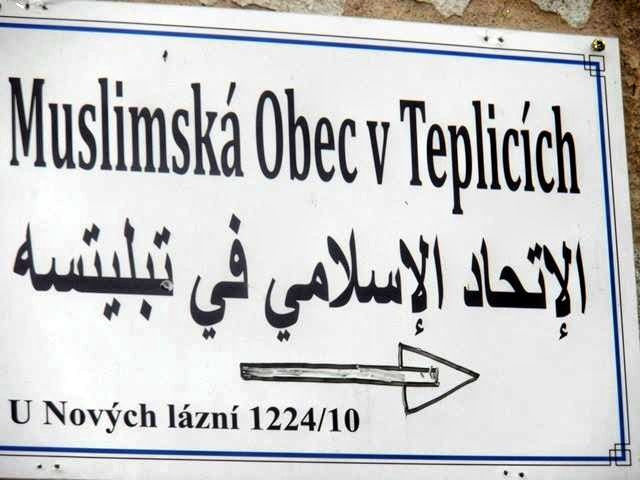 Muslimská Obec v Teplicích
الإتحاد الإسلامي في تبليتسه
U Nových lázní 1224/10